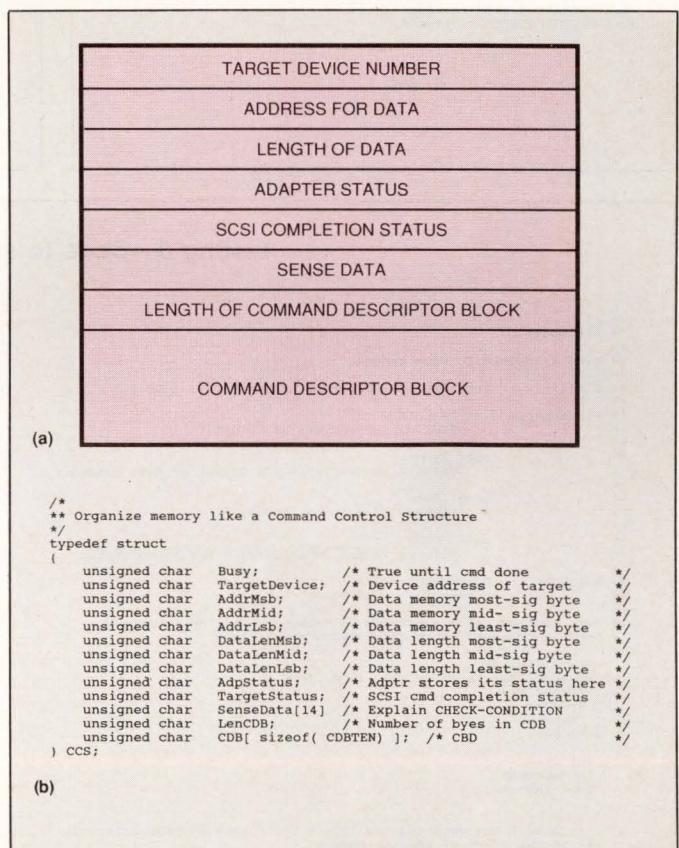 TARGET DEVICE NUMBER
ADDRESS FOR DATA
LENGTH OF DATA
ADAPTER STATUS
SCSI COMPLETION STATUS
SENSE DATA
LENGTH OF COMMAND DESCRIPTOR BLOCK
COMMAND DESCRIPTOR BLOCK
(a)
/*
** Organize memory like a Command Control Structure
*/
typedef struct
{
    unsigned char    Busy;            /* True until cmd done             */
    unsigned char    TargetDevice;    /* Device address of target        */
    unsigned char    AddrMsb;         /* Data memory most-sig byte       */
    unsigned char    AddrMid;         /* Data memory mid- sig byte       */
    unsigned char    AddrLsb;         /* Data memory least-sig byte      */
    unsigned char    DataLenMsb;      /* Data length most-sig byte       */
    unsigned char    DataLenMid;      /* Data length mid-sig byte        */
    unsigned char    DataLenLsb;      /* Data length least-sig byte      */
    unsigned char    AdpStatus;       /* Adptr stores its status here    */
    unsigned char    TargetStatus;    /* SCSI cmd completion status      */
    unsigned char    SenseData[14]    /* Explain CHECK-CONDITION         */
    unsigned char    LenCDB;          /* Number of byes in CDB           */
    unsigned char    CDB[ sizeof( CDBTEN) ];  /* CBD                     */
} CCS;
(b)